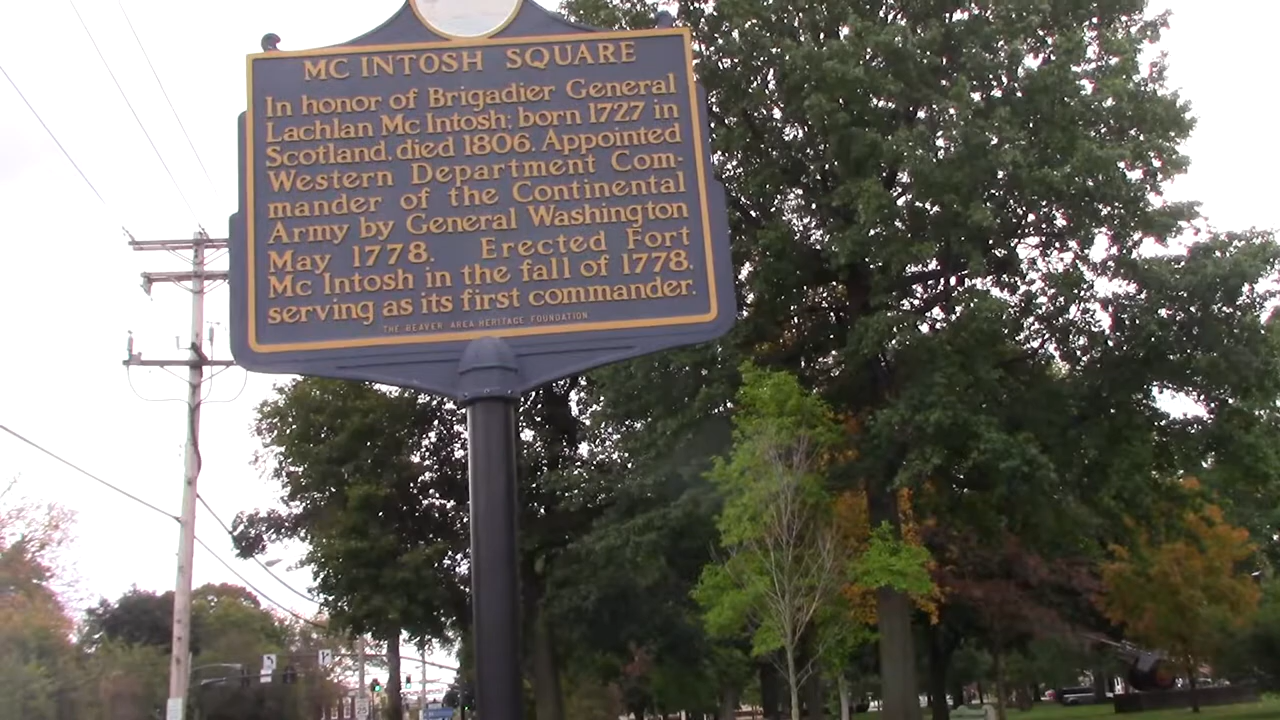 MC INTOSH SQUARE
In honor of Brigadier General
Lachlan Mc Intosh; born 1727 in
Scotland, died 1806. Appointed
Western Department Com-
mander of the Continental
Army by General Washington
May 1778. Erected Fort
Mc Intosh in the fall of 1778,
serving as its first commander.
THE BEAVER AREA HERITAGE FOUNDATION